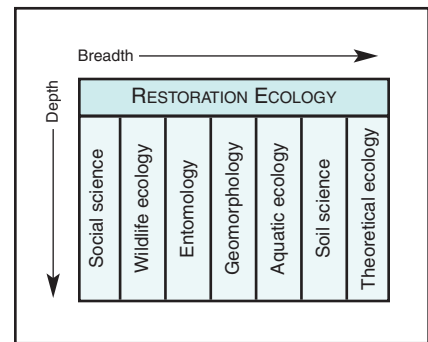 Breadth
Depth
RESTORATION ECOLOGY
Social science
Wildlife ecology
Entomology
Geomorphology
Aquatic ecology
Soil science
Theoretical ecology